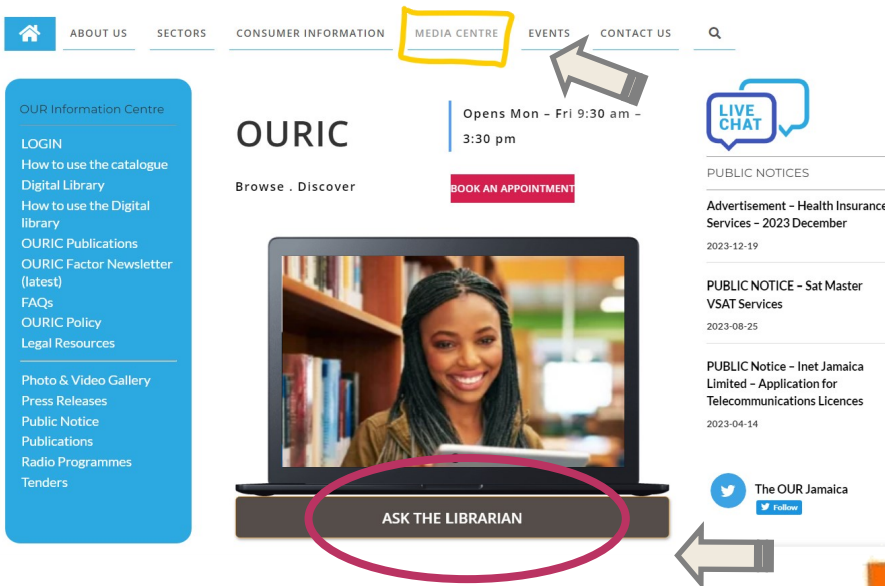 ABOUT US SECTORS CONSUMER INFORMATION MEDIA CENTRE EVENTS CONTACT US
OUR Information Centre
LOGIN
How to use the catalogue
Digital Library
How to use the Digital
library
OURIC Publications
OURIC Factor Newsletter
(latest)
FAQs
OURIC Policy
Legal Resources
Photo & Video Gallery
Press Releases
Public Notice
Publications
Radio Programmes
Tenders
OURIC
Browse . Discover
Opens Mon – Fri 9:30 am –
3:30 pm
BOOK AN APPOINTMENT
ASK THE LIBRARIAN
LIVE
CHAT
PUBLIC NOTICES
Advertisement – Health Insurance
Services – 2023 December
2023-12-19
PUBLIC NOTICE – Sat Master
VSAT Services
2023-08-25
PUBLIC Notice – Inet Jamaica
Limited – Application for
Telecommunications Licences
2023-04-14
The OUR Jamaica
Follow